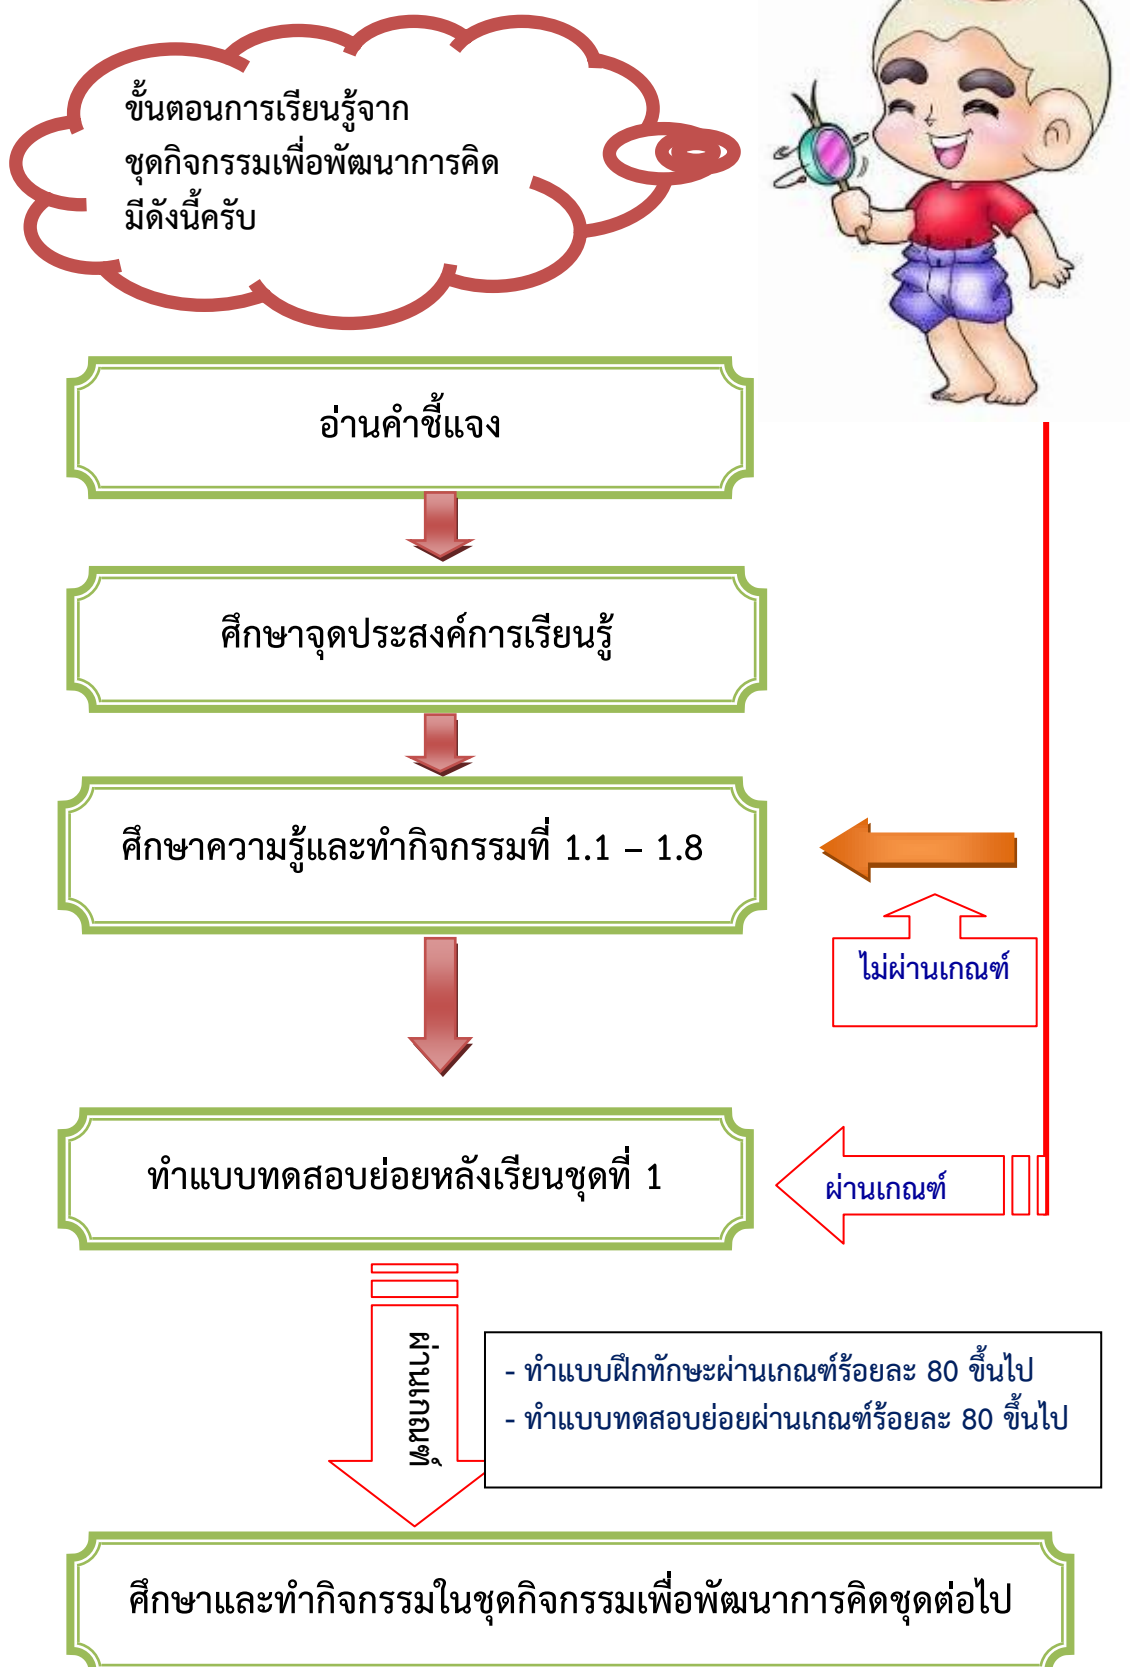 ขั้นตอนการเรียนรู้จาก
ชุดกิจกรรมเพื่อพัฒนาการคิด
มีดังนี้ครับ
อ่านคำชี้แจง
ศึกษาจุดประสงค์การเรียนรู้
ศึกษาความรู้และทำกิจกรรมที่ 1.1 – 1.8
ไม่ผ่านเกณฑ์
ทำแบบทดสอบย่อยหลังเรียนชุดที่ 1
ผ่านเกณฑ์
ผ่านเกณฑ์
- ทำแบบฝึกทักษะผ่านเกณฑ์ร้อยละ 80 ขึ้นไป
- ทำแบบทดสอบย่อยผ่านเกณฑ์ร้อยละ 80 ขึ้นไป
ศึกษาและทำกิจกรรมในชุดกิจกรรมเพื่อพัฒนาการคิดชุดต่อไป